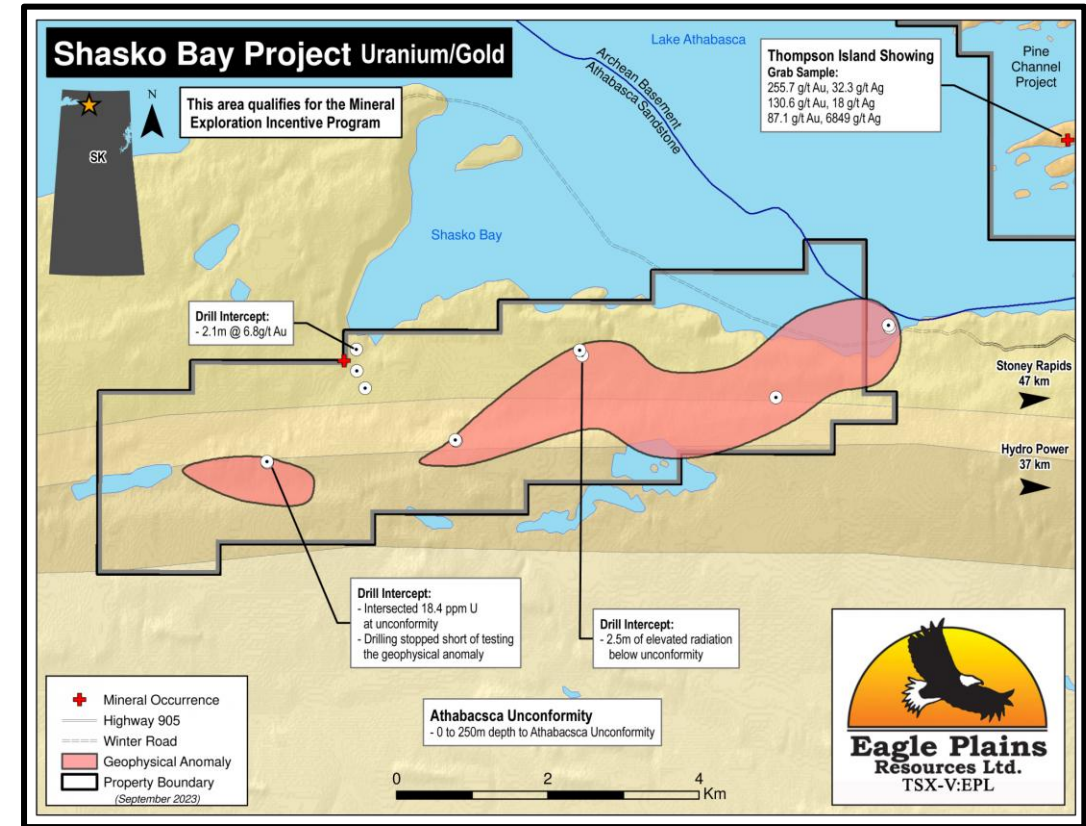 Shasko Bay Project Uranium/Gold
This area qualifies for the Mineral
Exploration Incentive Program
N
SK
Lake Athabasca
Archean Basement
Athabasca Sandstone
Thompson Island Showing
Grab Sample:
255.7 g/t Au, 32.3 g/t Ag
130.6 g/t Au, 18 g/t Ag
87.1 g/t Au, 6849 g/t Ag
Pine
Channel
Project
Shasko Bay
Drill Intercept:
- 2.1m @ 6.8g/t Au
Stoney Rapids
47 km
Hydro Power
37 km
Drill Intercept:
- Intersected 18.4 ppm U
at unconformity
- Drilling stopped short of testing
the geophysical anomaly
Drill Intercept:
- 2.5m of elevated radiation
below unconformity
Athabacsca Unconformity
- 0 to 250m depth to Athabacsca Unconformity
Mineral Occurrence
Highway 905
Winter Road
Geophysical Anomaly
Property Boundary
(September 2023)
0 2 4
Km
Eagle Plains
Resources Ltd.
TSX-V:EPL